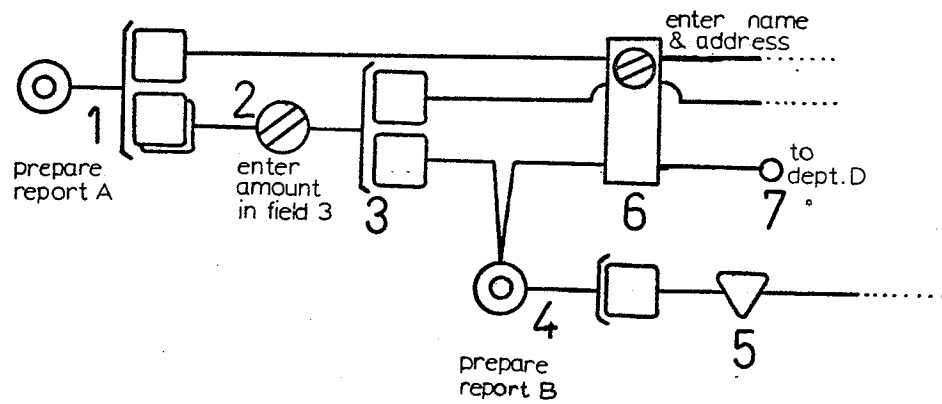 enter name
& address
1
2
prepare
report A
enter
amount
in field 3
3
6
to
dept. D
7
4
5
prepare
report B